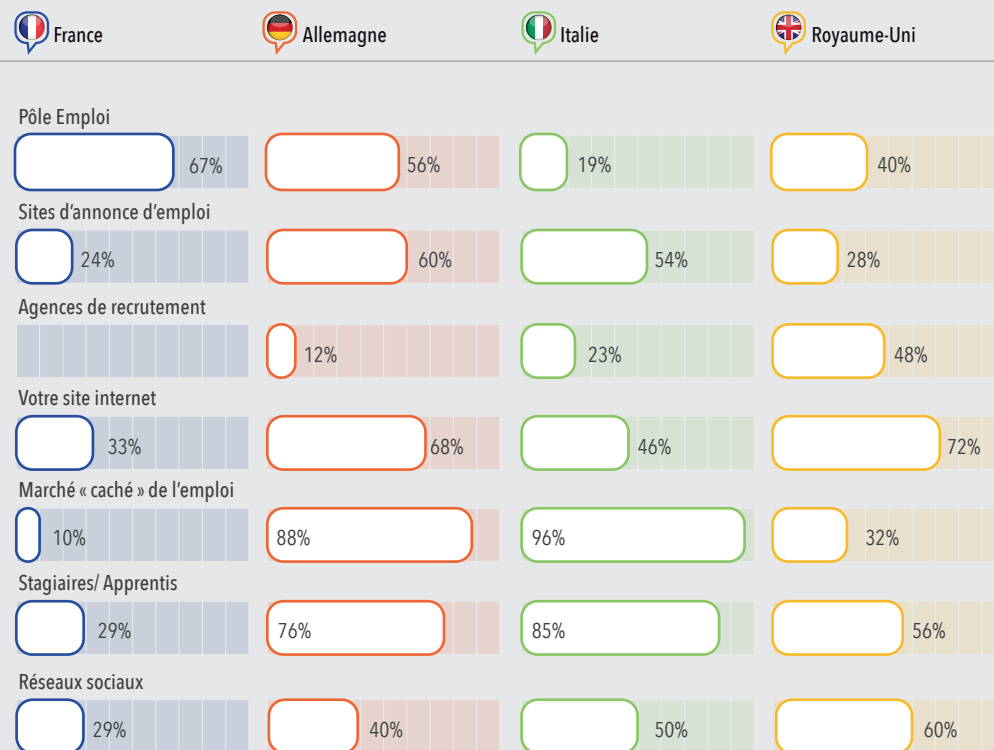 France Allemagne Italie Royaume-Uni
Pôle Emploi
67% 56% 19% 40%
Sites d’annonce d’emploi
24% 60% 54% 28%
Agences de recrutement
12% 23% 48%
Votre site internet
33% 68% 46% 72%
Marché « caché » de l’emploi
10% 88% 96% 32%
Stagiaires/ Apprentis
29% 76% 85% 56%
Réseaux sociaux
29% 40% 50% 60%